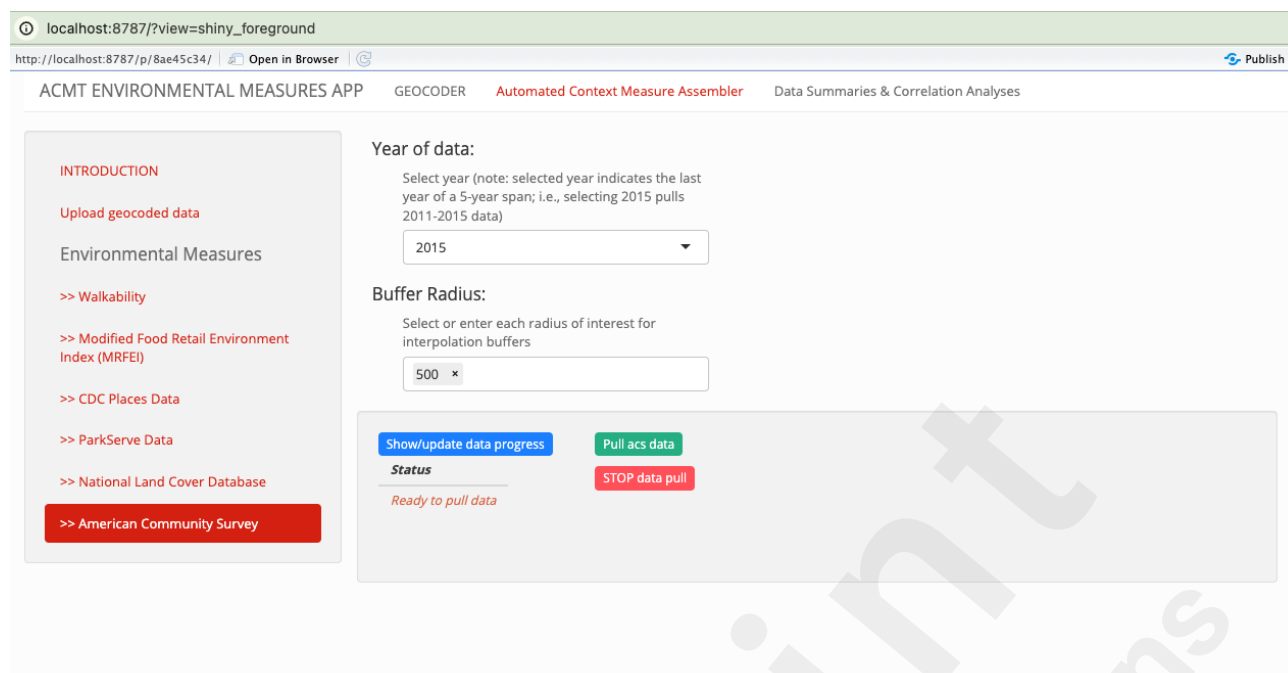 localhost:8787/?view=shiny_foreground
http://localhost:8787/p/8ae45c34/ Open in Browser Publish
ACMT ENVIRONMENTAL MEASURES APP GEOCODER Automated Context Measure Assembler Data Summaries & Correlation Analyses
INTRODUCTION
Upload geocoded data
Environmental Measures
>> Walkability
>> Modified Food Retail Environment
Index (MRFEI)
>> CDC Places Data
>> ParkServe Data
>> National Land Cover Database
>> American Community Survey
Year of data:
Select year (note: selected year indicates the last
year of a 5-year span; i.e., selecting 2015 pulls
2011-2015 data)
2015
Buffer Radius:
Select or enter each radius of interest for
interpolation buffers
500 ×
Show/update data progress Pull acs data
Status
STOP data pull
Ready to pull data
int
ns